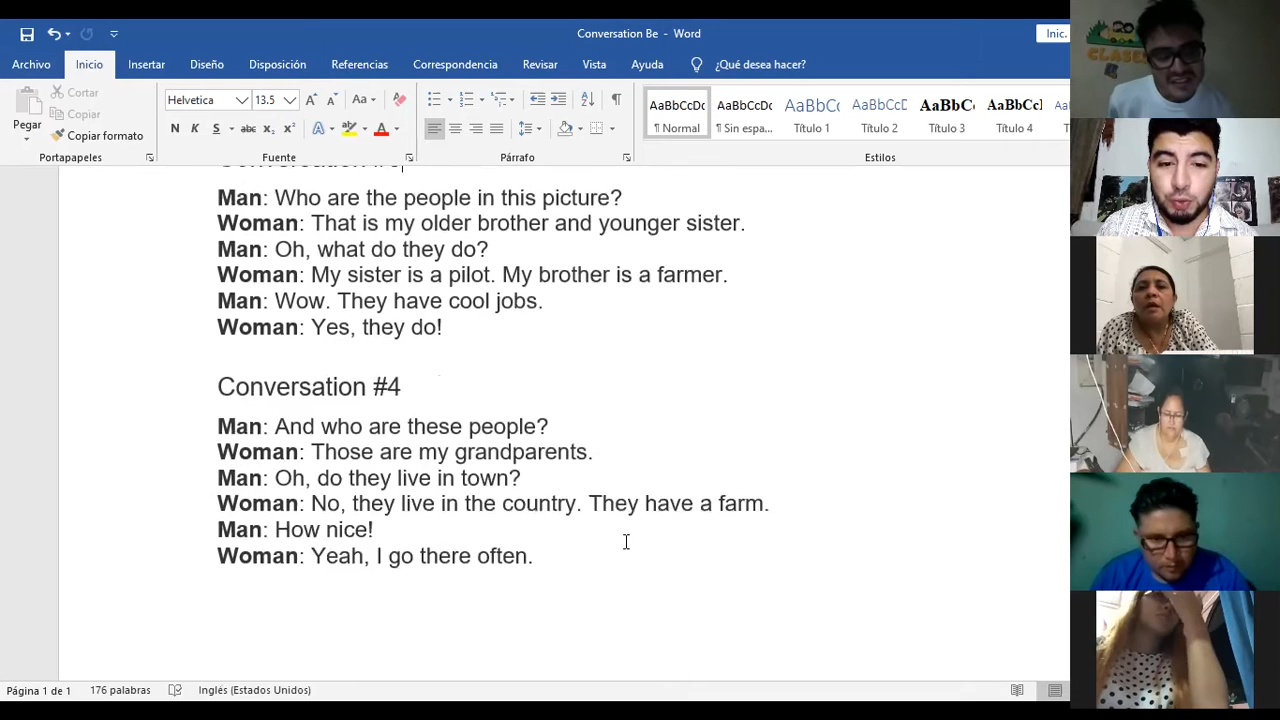 Conversation Be - Word
Inic.
Archivo Inicio Insertar Diseño Disposición Referencias Correspondencia Revisar Vista Ayuda ¿Qué desea hacer?
Pegar
Cortar
Copiar
Copiar formato
Portapapeles
Helvetica 13.5
N K S abc x₂ x²
Fuente
Párrafo
AaBbCcDc AaBbCcDc AaBbCc AaBbCcD AaBbCc AaBbCcI
¶ Normal ¶ Sin espa... Título 1 Título 2 Título 3 Título 4
Estilos
Man: Who are the people in this picture?
Woman: That is my older brother and younger sister.
Man: Oh, what do they do?
Woman: My sister is a pilot. My brother is a farmer.
Man: Wow. They have cool jobs.
Woman: Yes, they do!
Conversation #4
Man: And who are these people?
Woman: Those are my grandparents.
Man: Oh, do they live in town?
Woman: No, they live in the country. They have a farm.
Man: How nice!
Woman: Yeah, I go there often.
Página 1 de 1 176 palabras Inglés (Estados Unidos)